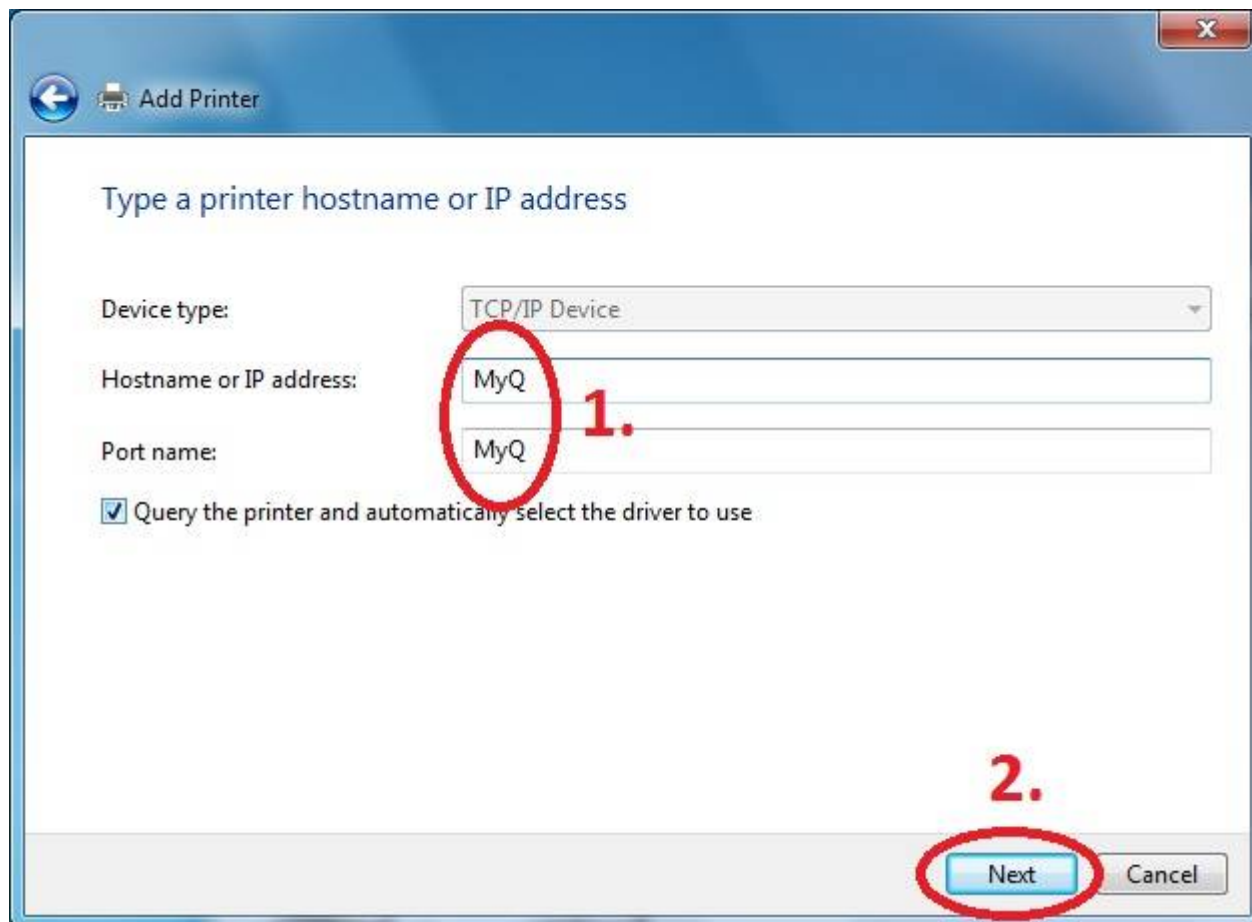 x
Add Printer
Type a printer hostname or IP address
Device type: TCP/IP Device
Hostname or IP address: MyQ
1.
Port name: MyQ
Query the printer and automatically select the driver to use
2.
Next Cancel